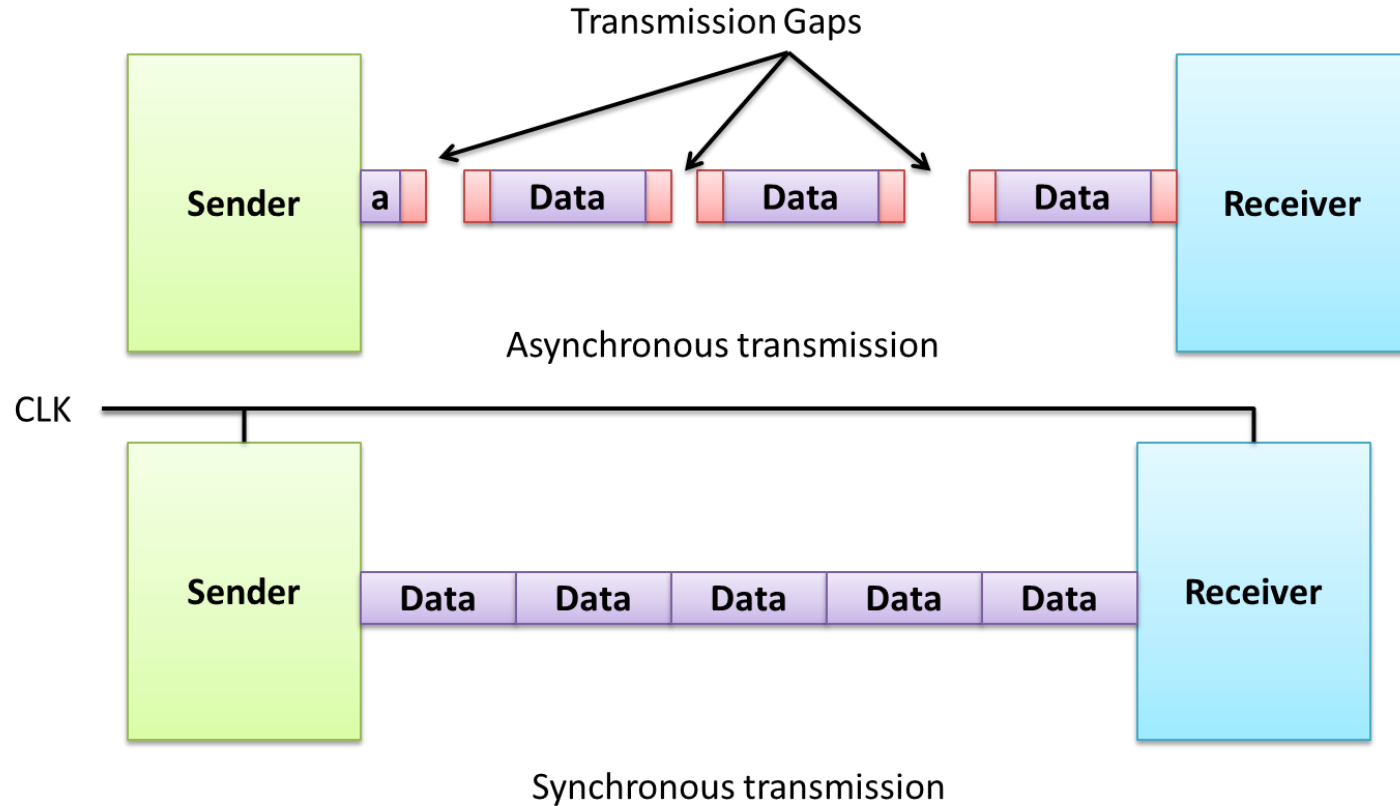 Transmission Gaps
Sender
a
Data
Data
Data
Receiver
Asynchronous transmission
CLK
Sender
Data
Data
Data
Data
Data
Receiver
Synchronous transmission